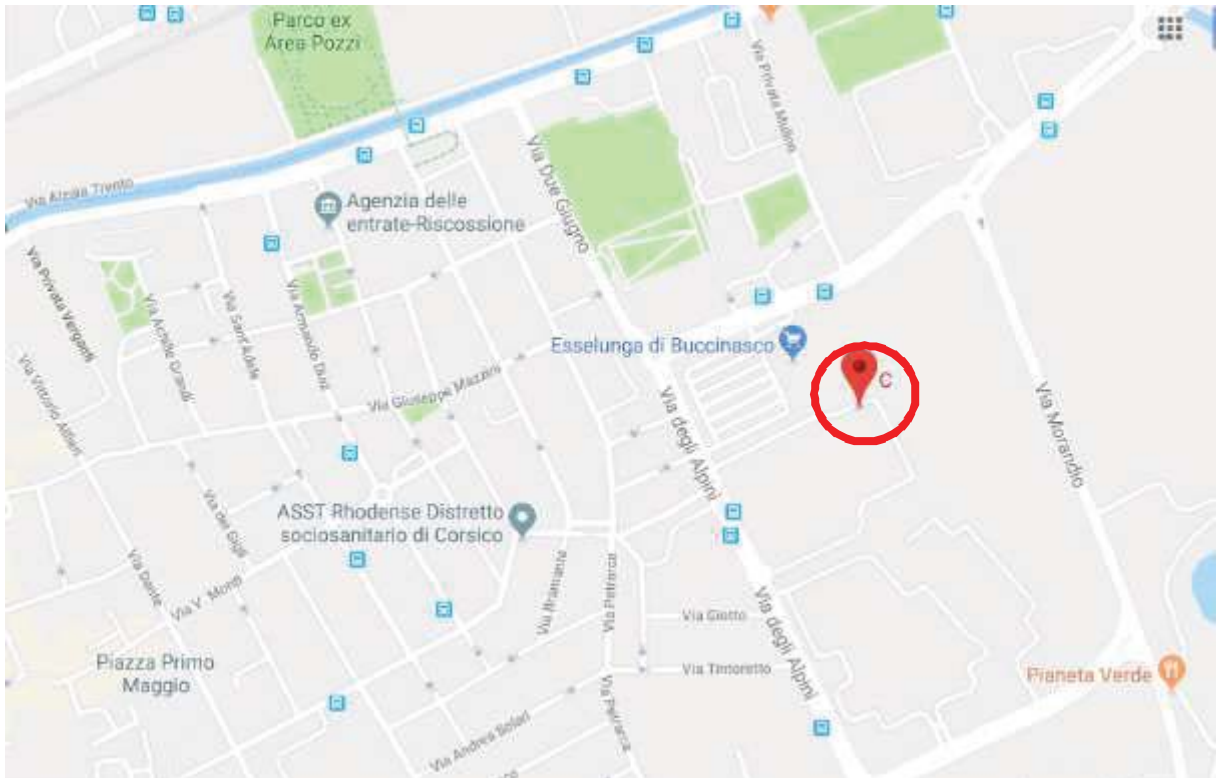 Parco ex
Area Pozzi
Via Privata Mulino
Via Alzaia Trento
Agenzia delle
entrate-Riscossione
Via Due Giugno
Via Privata Verganti
Via Achille Grandi
Via Sant'Adele
Via Armando Diaz
Esselunga di Buccinasco
C
Via Vittorio Alfieri
Via Giuseppe Mazzini
Via degli Alpini
Via Morandio
ASST Rhodense Distretto
sociosanitario di Corsico
Via dei Gigli
Via Dante
Via V. Monti
Via Bramante
Via Petrarca
Via Giotto
Via degli Alpini
Piazza Primo
Maggio
Via Tintoretto
Pianeta Verde
Via Petrarca
Via Andrea Solari